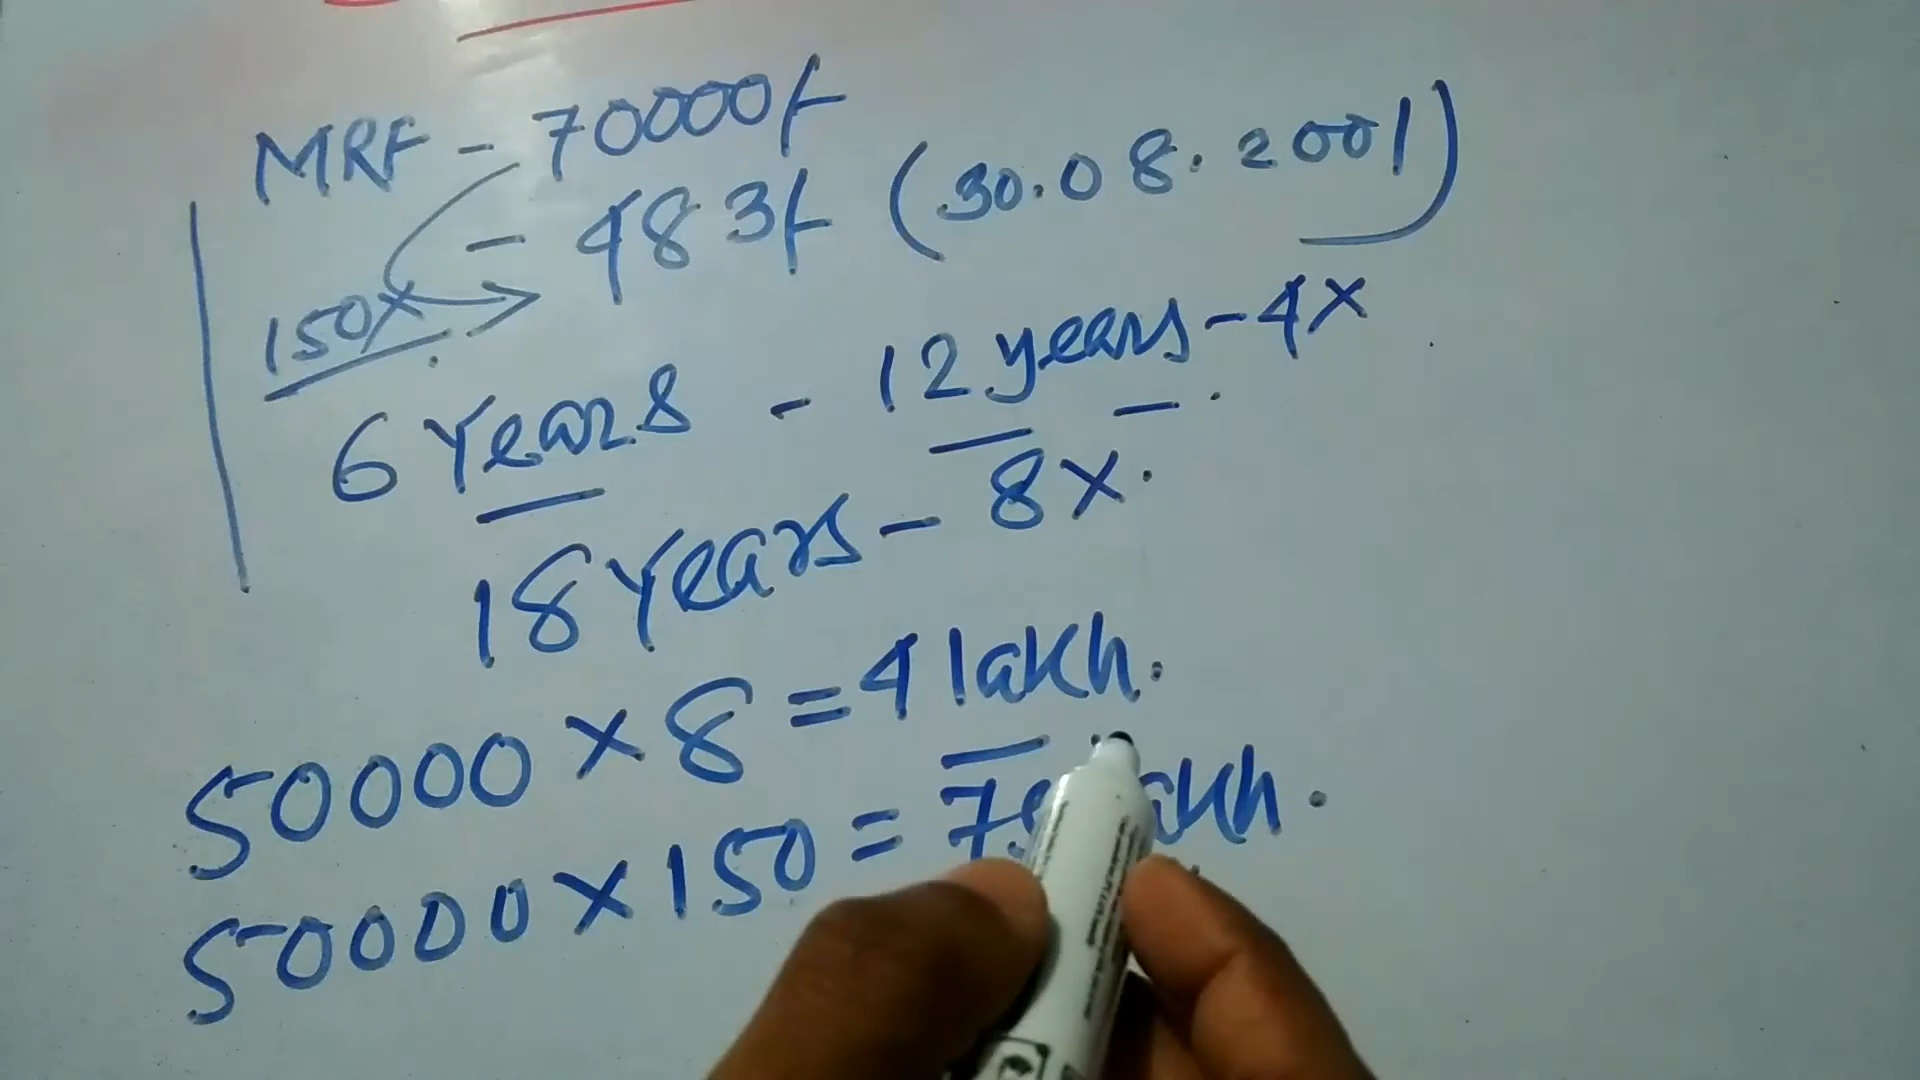 MRF - 70000/-
- 483/- (30.08.2001)
150x
6 Years - 12 years - 4x
18 Years - 8x.
50000 x 8 = 4 lakh.
50000 x 150 = 75 lakh.